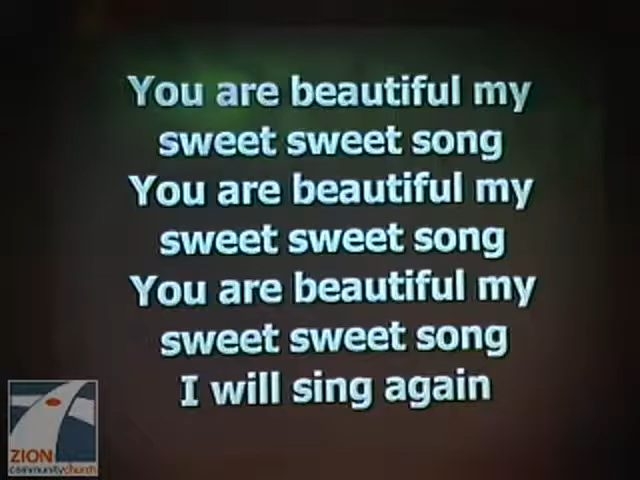 You are beautiful my
sweet sweet song
You are beautiful my
sweet sweet song
You are beautiful my
sweet sweet song
I will sing again
ZION
communitychurch